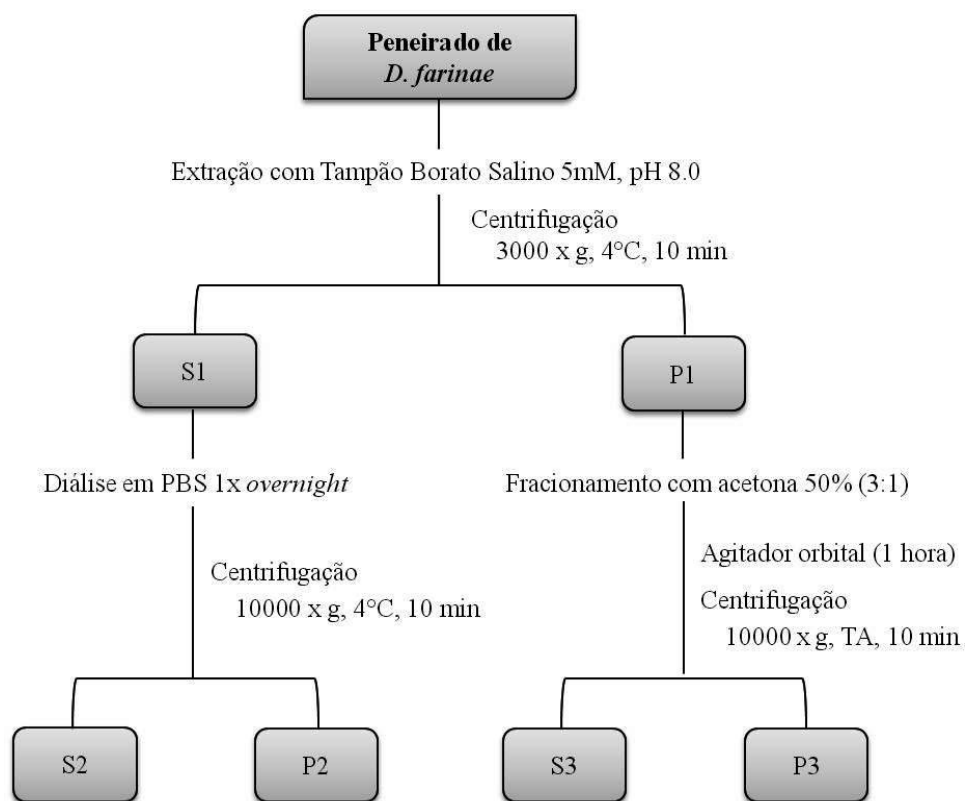 Peneirado de
D. farinae
Extração com Tampão Borato Salino 5mM, pH 8.0
Centrifugação
3000 x g, 4°C, 10 min
S1
P1
Diálise em PBS 1x overnight
Fracionamento com acetona 50% (3:1)
Agitador orbital (1 hora)
Centrifugação
10000 x g, 4°C, 10 min
Centrifugação
10000 x g, TA, 10 min
S2
P2
S3
P3